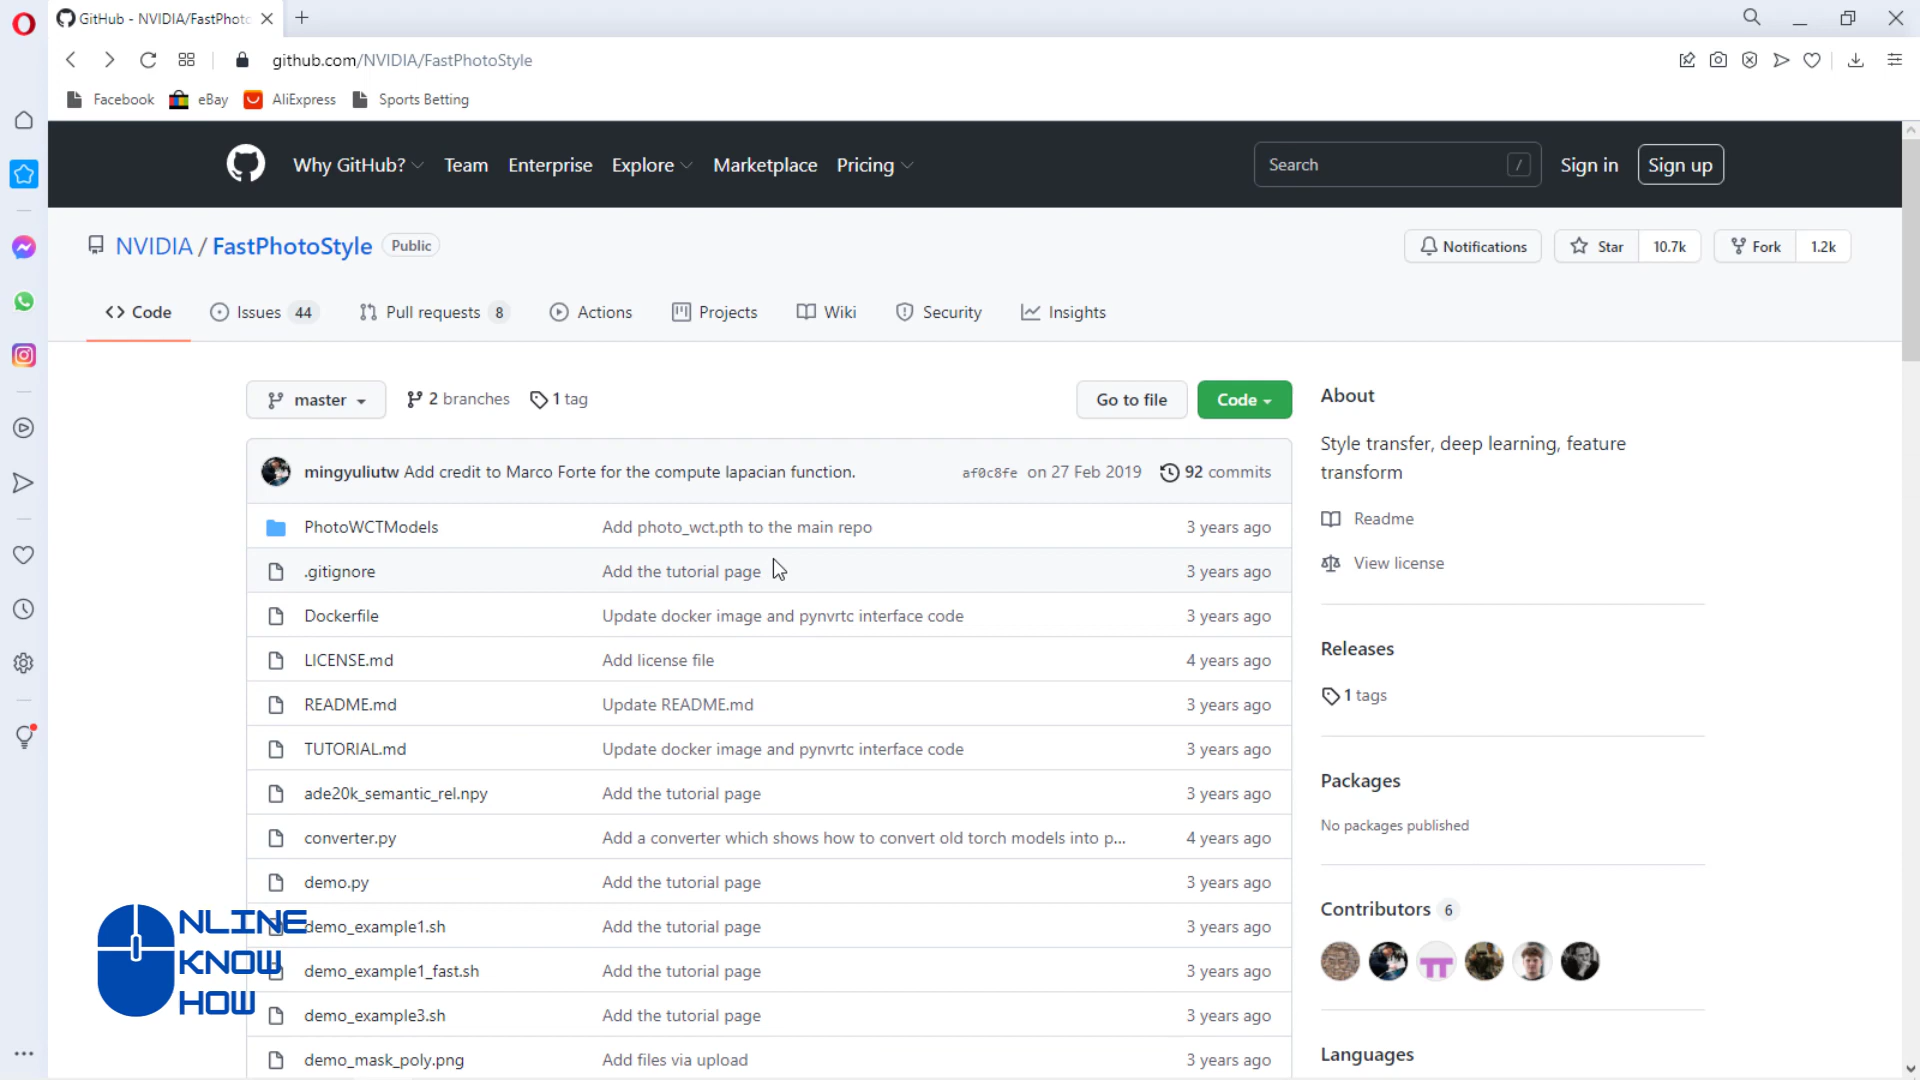 GitHub - NVIDIA/FastPhoto
github.com/NVIDIA/FastPhotoStyle
Facebook eBay AliExpress Sports Betting
Why GitHub? Team Enterprise Explore Marketplace Pricing Search / Sign in Sign up
NVIDIA / FastPhotoStyle Public Notifications Star 10.7k Fork 1.2k
<> Code Issues 44 Pull requests 8 Actions Projects Wiki Security Insights
master 2 branches 1 tag Go to file Code
mingyuliutw Add credit to Marco Forte for the compute lapacian function. af0c8fe on 27 Feb 2019 92 commits
PhotoWCTModels Add photo_wct.pth to the main repo 3 years ago
.gitignore Add the tutorial page 3 years ago
Dockerfile Update docker image and pynvrtc interface code 3 years ago
LICENSE.md Add license file 4 years ago
README.md Update README.md 3 years ago
TUTORIAL.md Update docker image and pynvrtc interface code 3 years ago
ade20k_semantic_rel.npy Add the tutorial page 3 years ago
converter.py Add a converter which shows how to convert old torch models into p... 4 years ago
demo.py Add the tutorial page 3 years ago
demo_example1.sh Add the tutorial page 3 years ago
demo_example1_fast.sh Add the tutorial page 3 years ago
demo_example3.sh Add the tutorial page 3 years ago
demo_mask_poly.png Add files via upload 3 years ago
About
Style transfer, deep learning, feature
transform
Readme
View license
Releases
1 tags
Packages
No packages published
Contributors 6
Languages
NLINE
KNOW
HOW